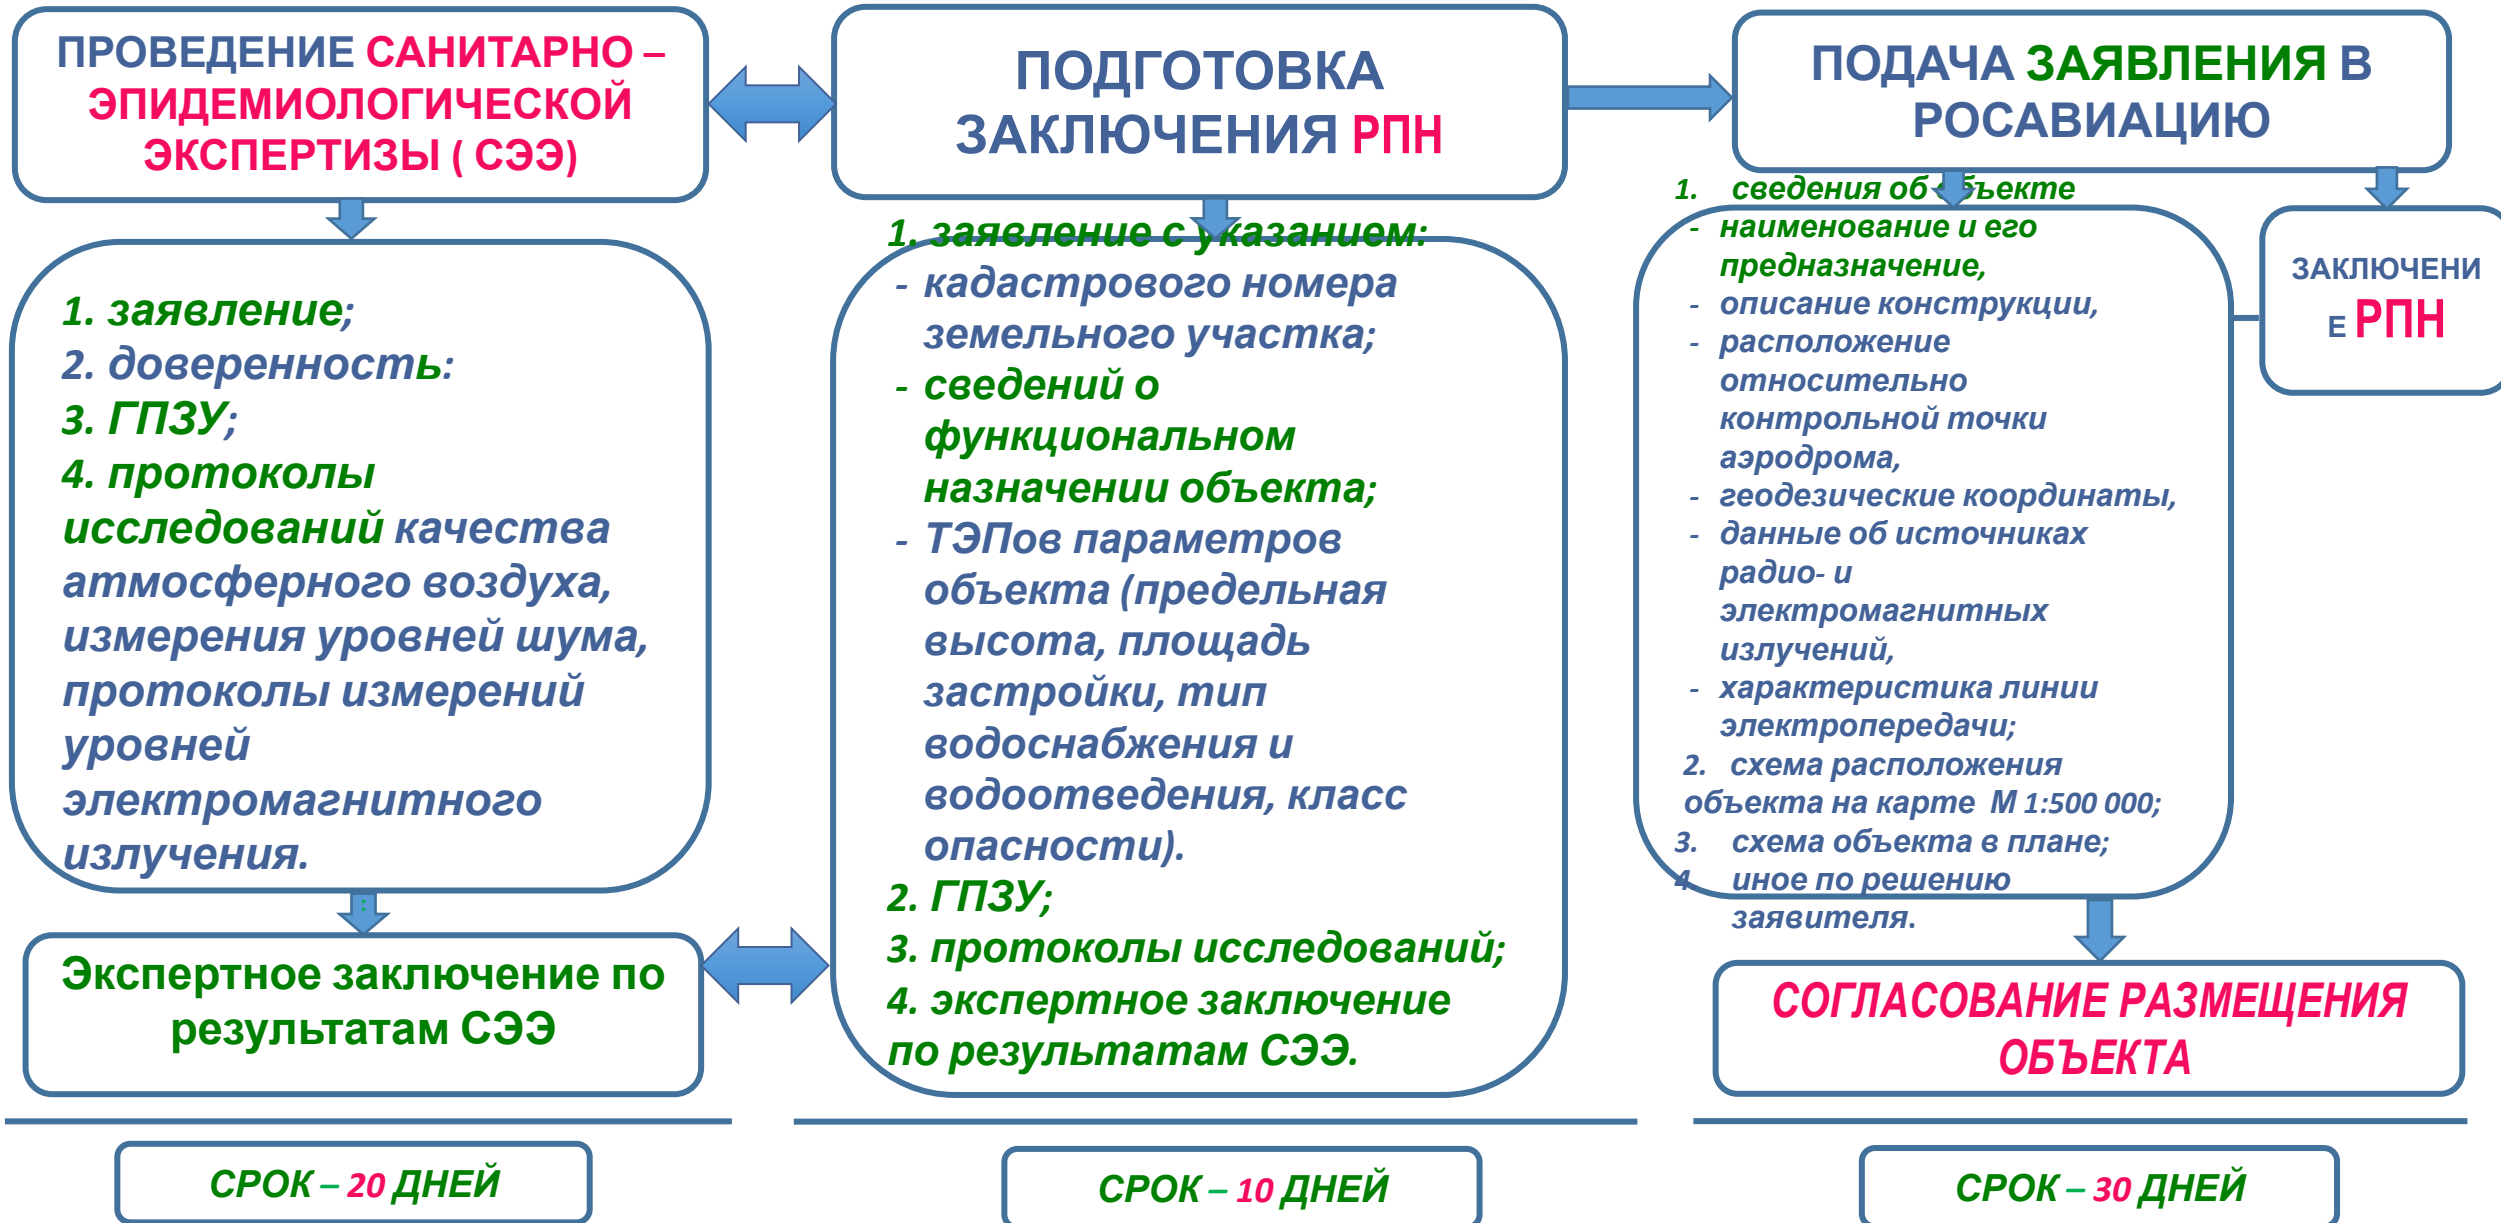 ПРОВЕДЕНИЕ САНИТАРНО –
ЭПИДЕМИОЛОГИЧЕСКОЙ
ЭКСПЕРТИЗЫ ( СЭЭ)
1. заявление;
2. доверенность:
3. ГПЗУ;
4. протоколы
исследований качества
атмосферного воздуха,
измерения уровней шума,
протоколы измерений
уровней
электромагнитного
излучения.
:
Экспертное заключение по
результатам СЭЭ
СРОК – 20 ДНЕЙ
ПОДГОТОВКА
ЗАКЛЮЧЕНИЯ РПН
1. заявление с указанием:
- кадастрового номера
земельного участка;
- сведений о
функциональном
назначении объекта;
- ТЭПов параметров
объекта (предельная
высота, площадь
застройки, тип
водоснабжения и
водоотведения, класс
опасности).
2. ГПЗУ;
3. протоколы исследований;
4. экспертное заключение
по результатам СЭЭ.
СРОК – 10 ДНЕЙ
ПОДАЧА ЗАЯВЛЕНИЯ В
РОСАВИАЦИЮ
1. сведения об объекте
- наименование и его
предназначение,
- описание конструкции,
- расположение
относительно
контрольной точки
аэродрома,
- геодезические координаты,
- данные об источниках
радио- и
электромагнитных
излучений,
- характеристика линии
электропередачи;
2. схема расположения
объекта на карте М 1:500 000;
3. схема объекта в плане;
4 иное по решению
заявителя.
ЗАКЛЮЧЕНИ
Е РПН
СОГЛАСОВАНИЕ РАЗМЕЩЕНИЯ
ОБЪЕКТА
СРОК – 30 ДНЕЙ